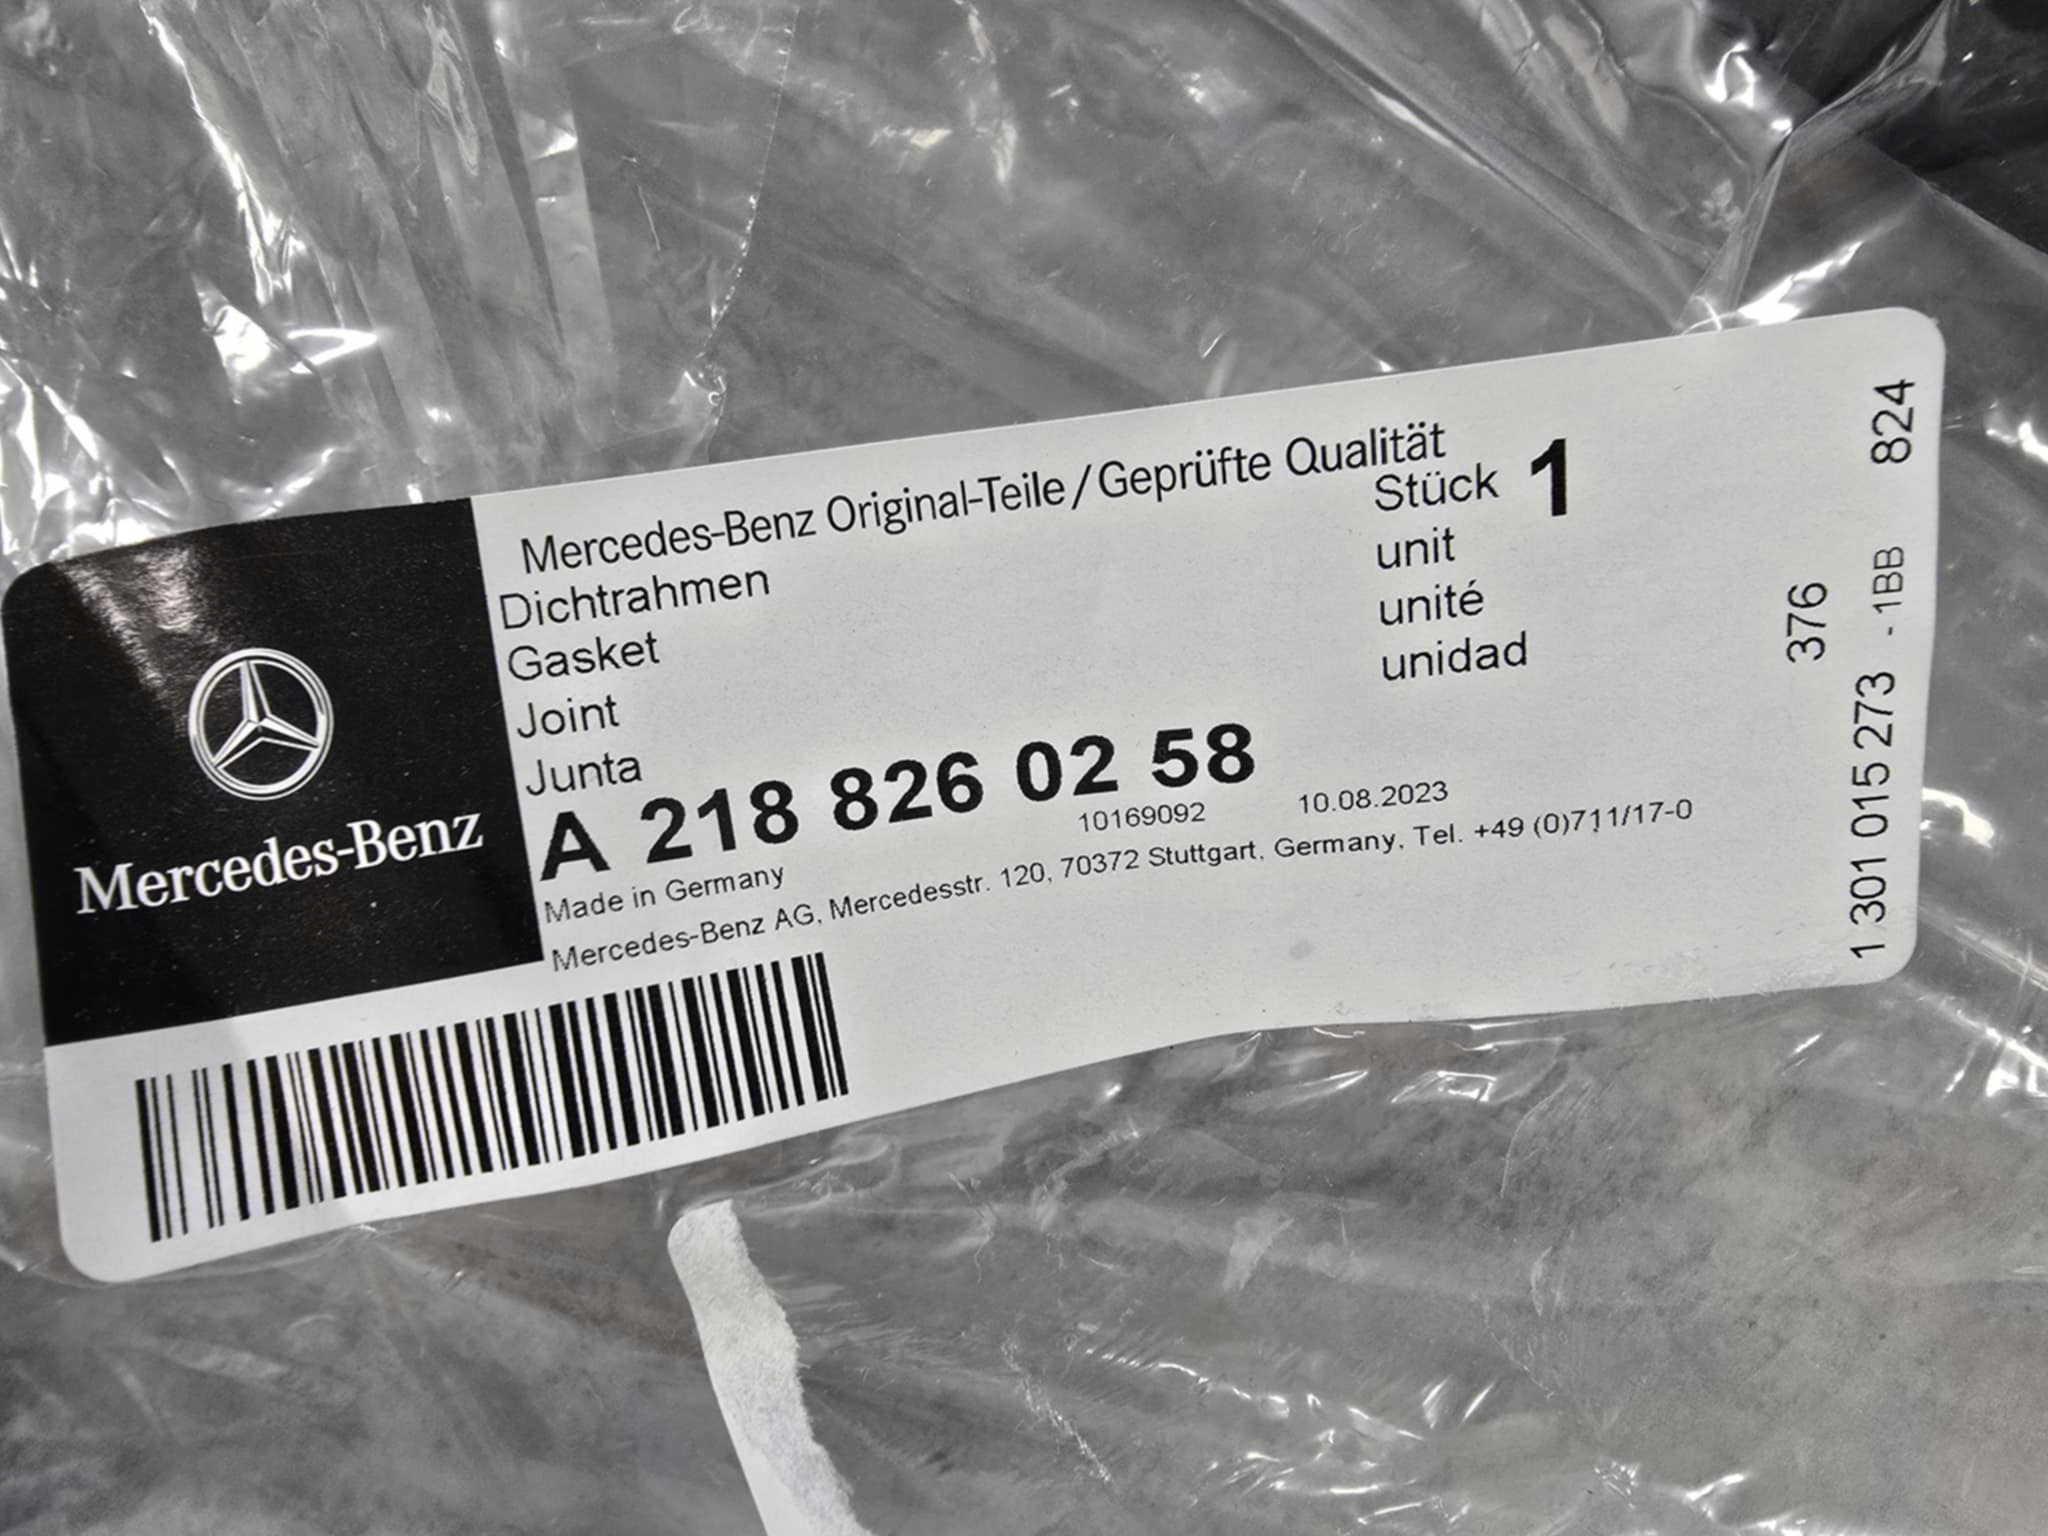 Mercedes-Benz Original-Teile / Geprüfte Qualität
Dichtrahmen
Gasket
Joint
Junta
Stück 1
unit
unité
unidad
A 218 826 02 58
10169092 10.08.2023
Made in Germany
Mercedes-Benz AG, Mercedesstr. 120, 70372 Stuttgart, Germany, Tel. +49 (0)711/17-0
Mercedes-Benz
376
1 301 015 273 - 1BB 824